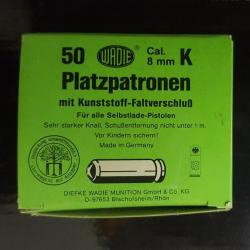 50 WADIE Cal. 8 mm K
Platzpatronen
mit Kunststoff-Faltverschluß
Für alle Selbstlade-Pistolen
Sehr starker Knall, Schußentfernung nicht unter 1 m.
Vor Kindern sichern!
Made in Germany
DIEFKE WADIE MUNITION GmbH & Co. KG
D-97653 Bischofsheim/Rhön